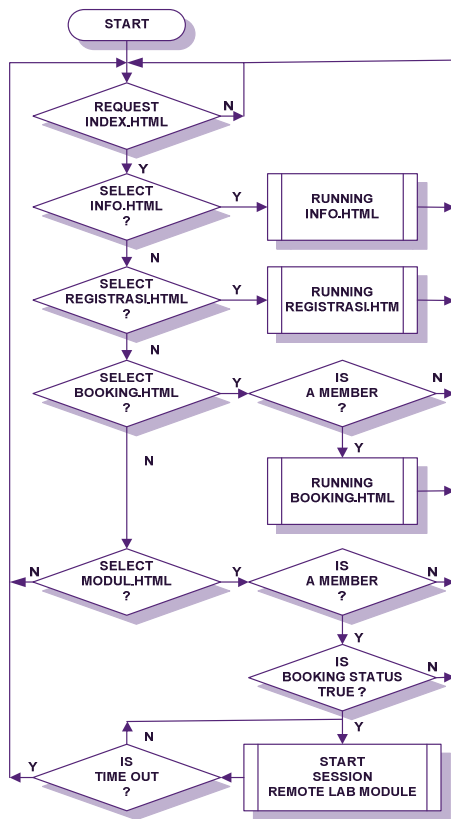 START
REQUEST
INDEX.HTML
N
Y
SELECT
INFO.HTML
?
Y
RUNNING
INFO.HTML
N
SELECT
REGISTRASI.HTML
?
Y
RUNNING
REGISTRASI.HTM
N
SELECT
BOOKING.HTML
?
Y
IS
A MEMBER
?
N
Y
N
RUNNING
BOOKING.HTML
N
SELECT
MODUL.HTML
?
Y
IS
A MEMBER
?
N
Y
IS
BOOKING STATUS
TRUE ?
N
Y
N
Y
IS
TIME OUT
?
START
SESSION
REMOTE LAB MODULE